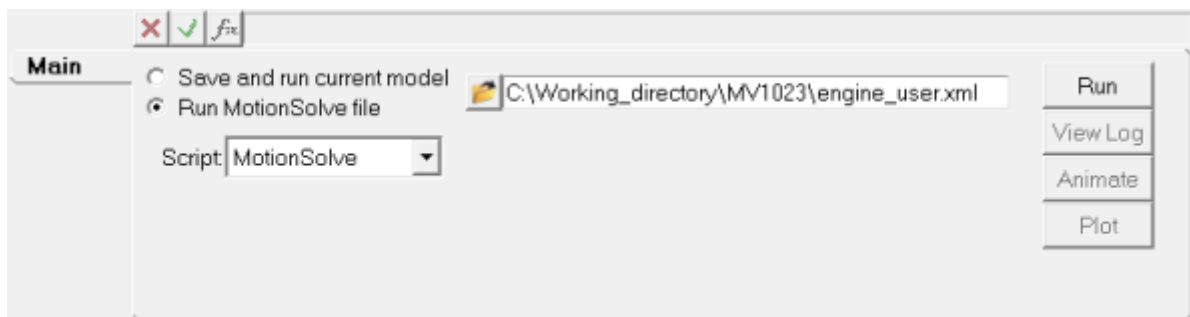 fx
Main
Save and run current model
Run MotionSolve file
C:\Working_directory\MV1023\engine_user.xml
Script: MotionSolve
Run
View Log
Animate
Plot